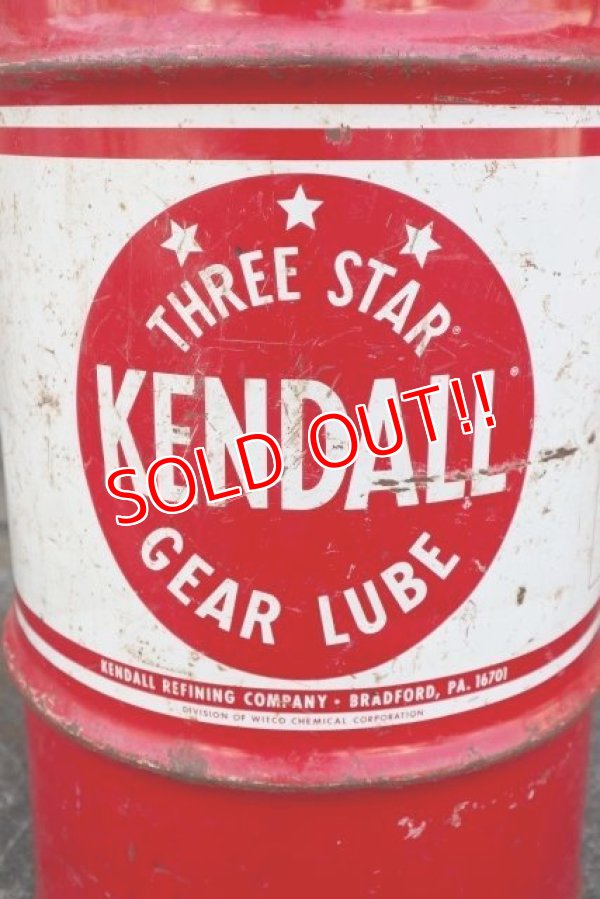 THREE STAR®
KENDALL®
SOLD OUT!!
GEAR LUBE
KENDALL REFINING COMPANY • BRADFORD, PA. 16701
DIVISION OF WITCO CHEMICAL CORPORATION